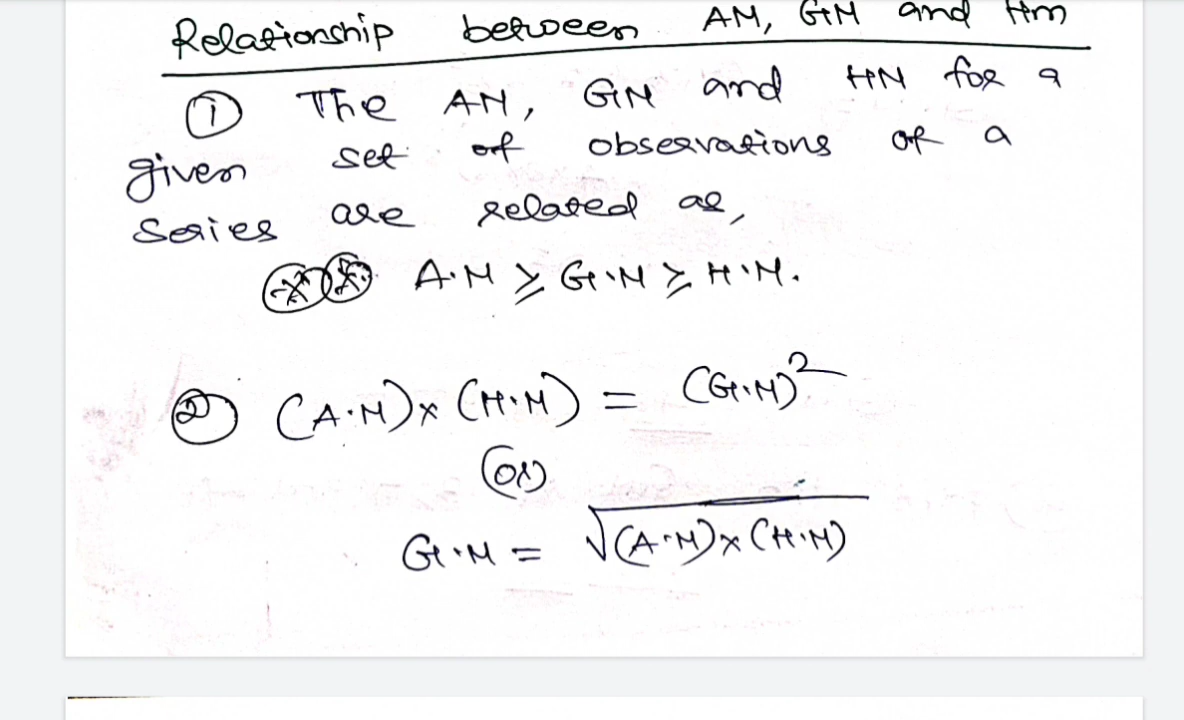 Relationship between AM, GM and Hm
① The AM, GM and HM for a
given set of observations of a
Series are related as,
A.M ≥ G.M ≥ H.M.
② (A.M) x (H.M) = (G.M)²
(or)
G.M = √(A.M) x (H.M)